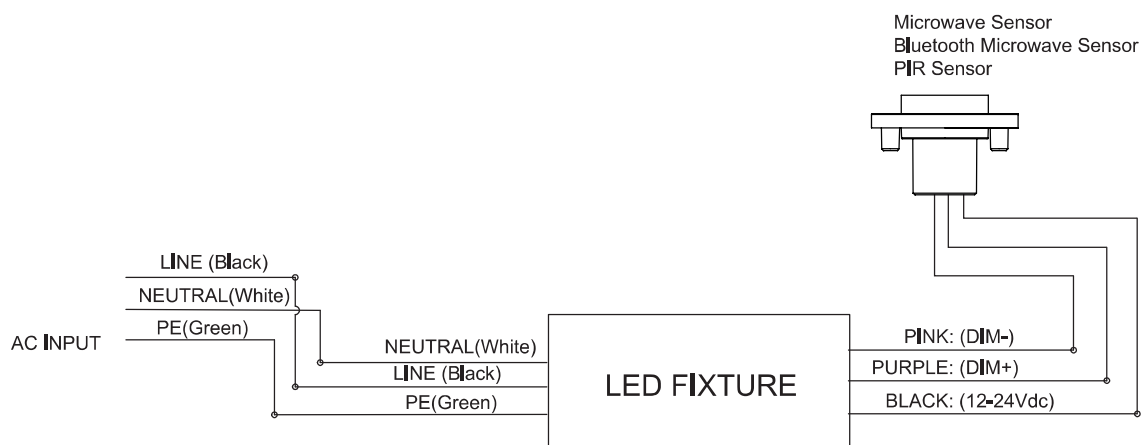 Microwave Sensor
Bluetooth Microwave Sensor
PIR Sensor
LINE (Black)
NEUTRAL(White)
PE(Green)
AC INPUT
NEUTRAL(White)
LINE (Black)
PE(Green)
LED FIXTURE
PINK: (DIM-)
PURPLE: (DIM+)
BLACK: (12-24Vdc)